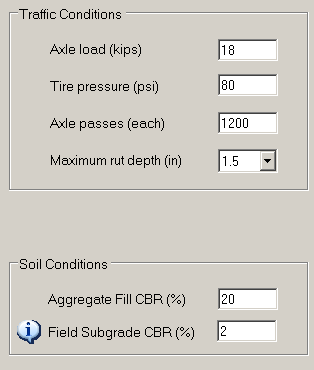 Traffic Conditions
Axle load (kips) 18
Tire pressure (psi) 80
Axle passes (each) 1200
Maximum rut depth (in) 1.5
Soil Conditions
Aggregate Fill CBR (%) 20
Field Subgrade CBR (%) 2